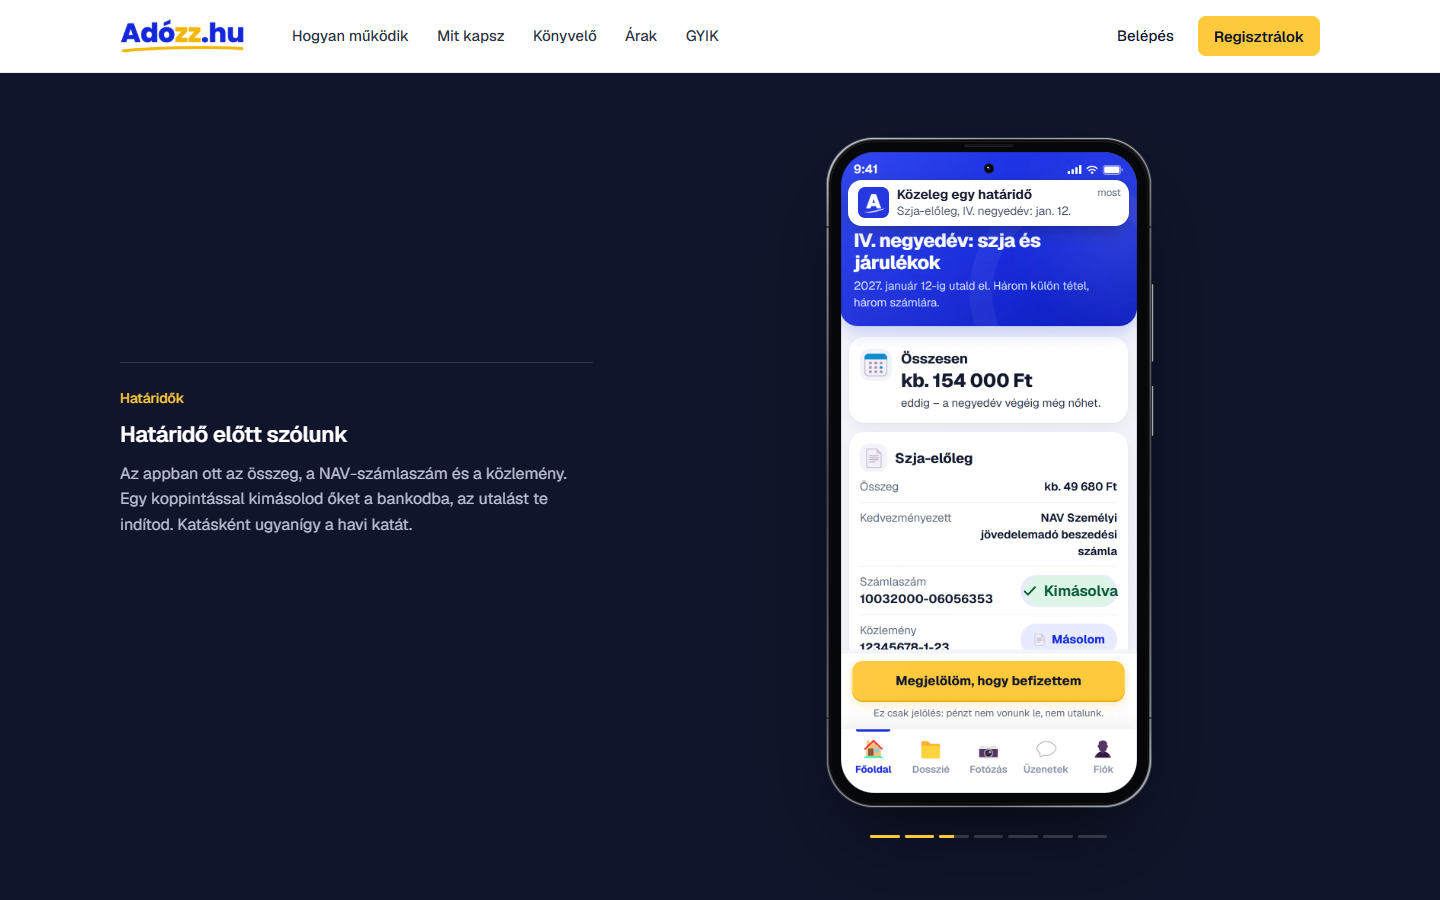 Adózz.hu
Hogyan működik
Mit kapsz
Könyvelő
Árak
GYIK
Belépés
Regisztrálok
Határidők
Határidő előtt szólunk
Az appban ott az összeg, a NAV-számlaszám és a közlemény.
Egy koppintással kimásolod őket a bankodba, az utalást te
indítod. Katásként ugyanígy a havi katát.
9:41
A
Közeleg egy határidő
most
Szja-előleg, IV. negyedév: jan. 12.
IV. negyedév: szja és
járulékok
2027. január 12-ig utald el. Három külön tétel,
három számlára.
Összesen
kb. 154 000 Ft
eddig – a negyedév végéig még nőhet.
Szja-előleg
Összeg
kb. 49 680 Ft
Kedvezményezett
NAV Személyi
jövedelemadó beszedési
számla
Számlaszám
10032000-06056353
Kimásolva
Közlemény
12345678-1-23
Másolom
Megjelölöm, hogy befizettem
Ez csak jelölés: pénzt nem vonunk le, nem utalunk.
Főoldal
Dosszié
Fotózás
Üzenetek
Fiók